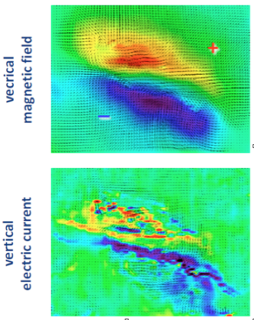 vecrical
magnetic field
+
–
vertical
electric current